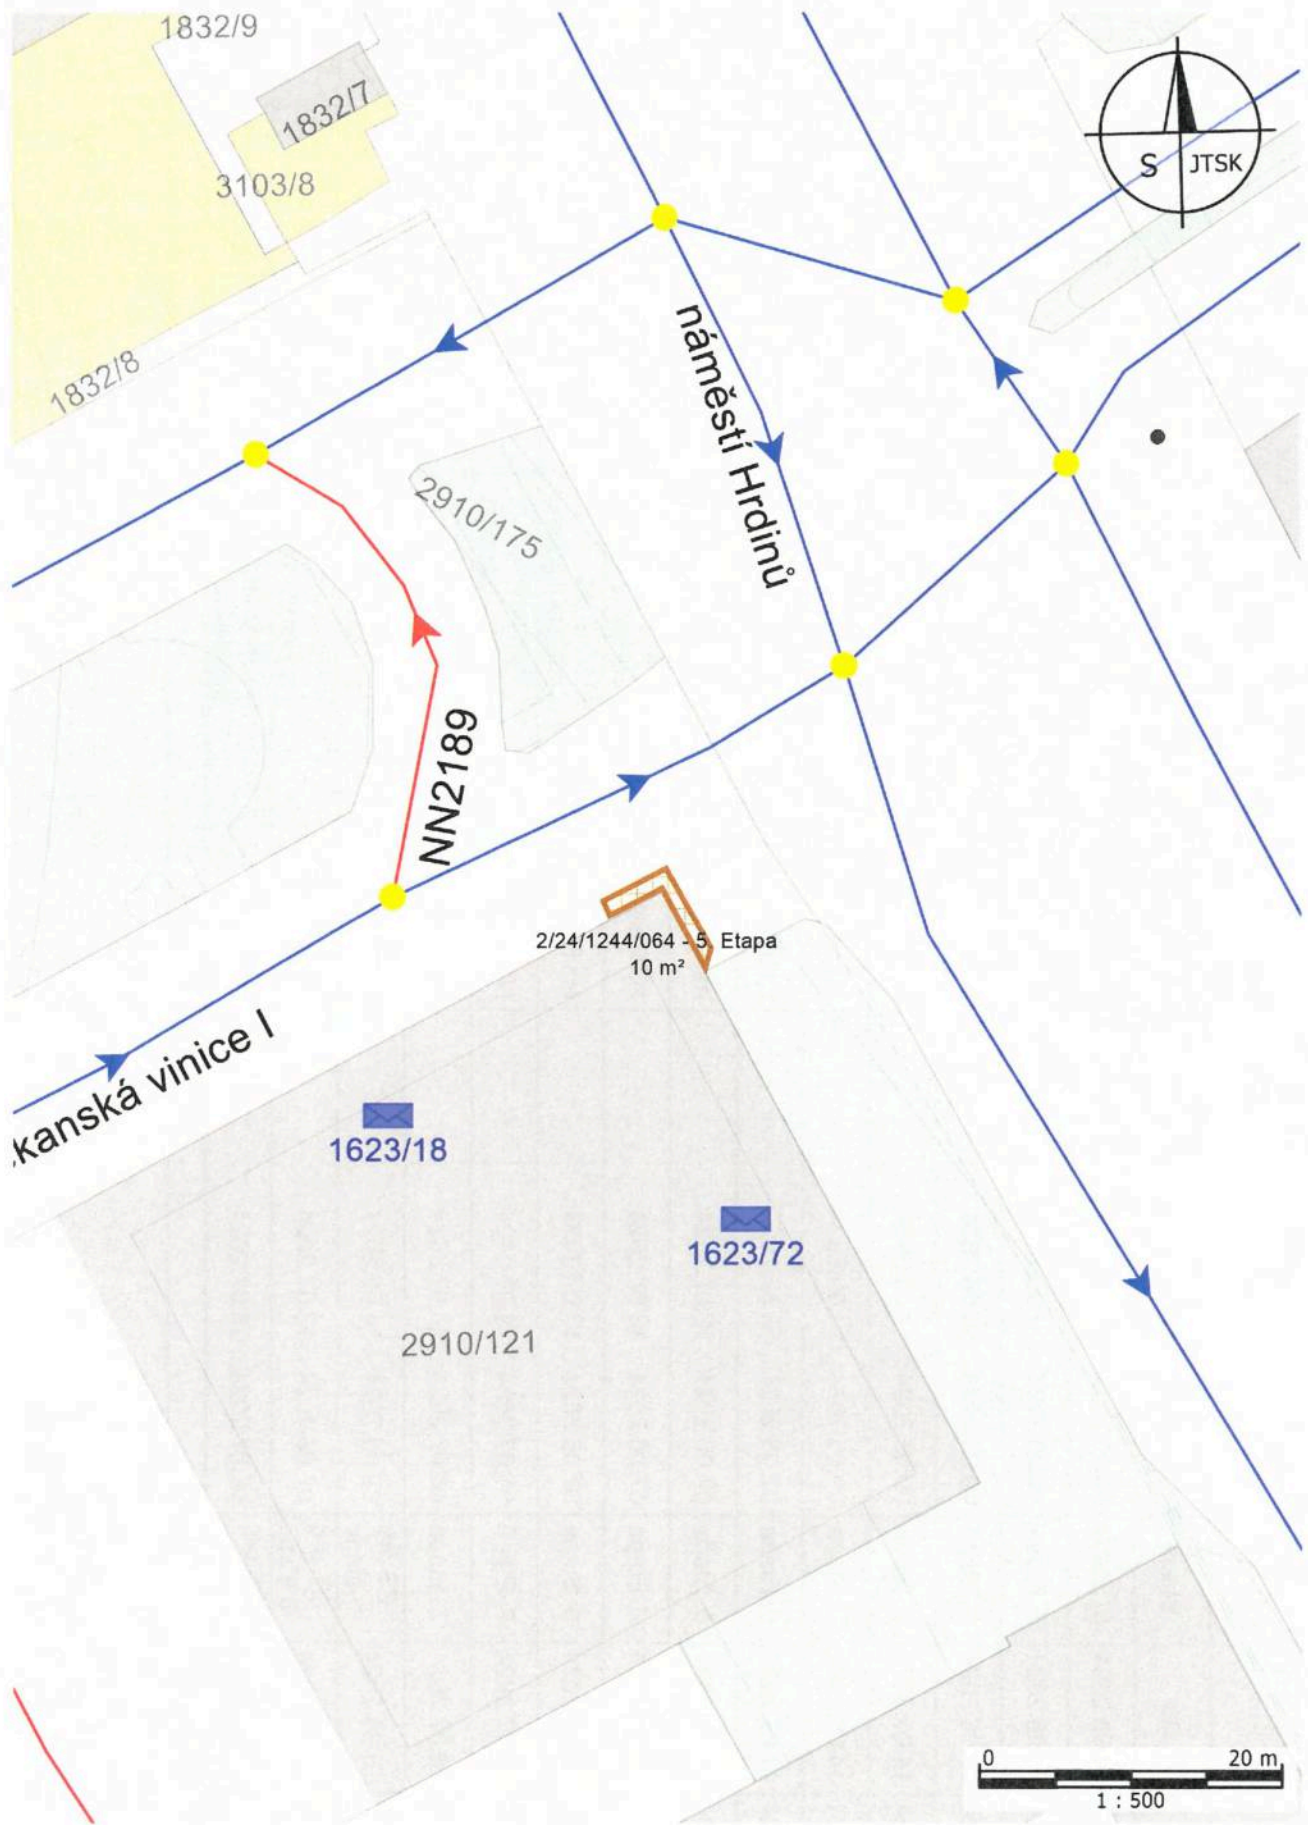 1832/9
1832/7
3103/8
S
JTSK
1832/8
náměstí Hrdinů
2910/175
NN2189
2/24/1244/064 - 5. Etapa
10 m²
kanská vinice I
1623/18
1623/72
2910/121
0
20 m
1 : 500